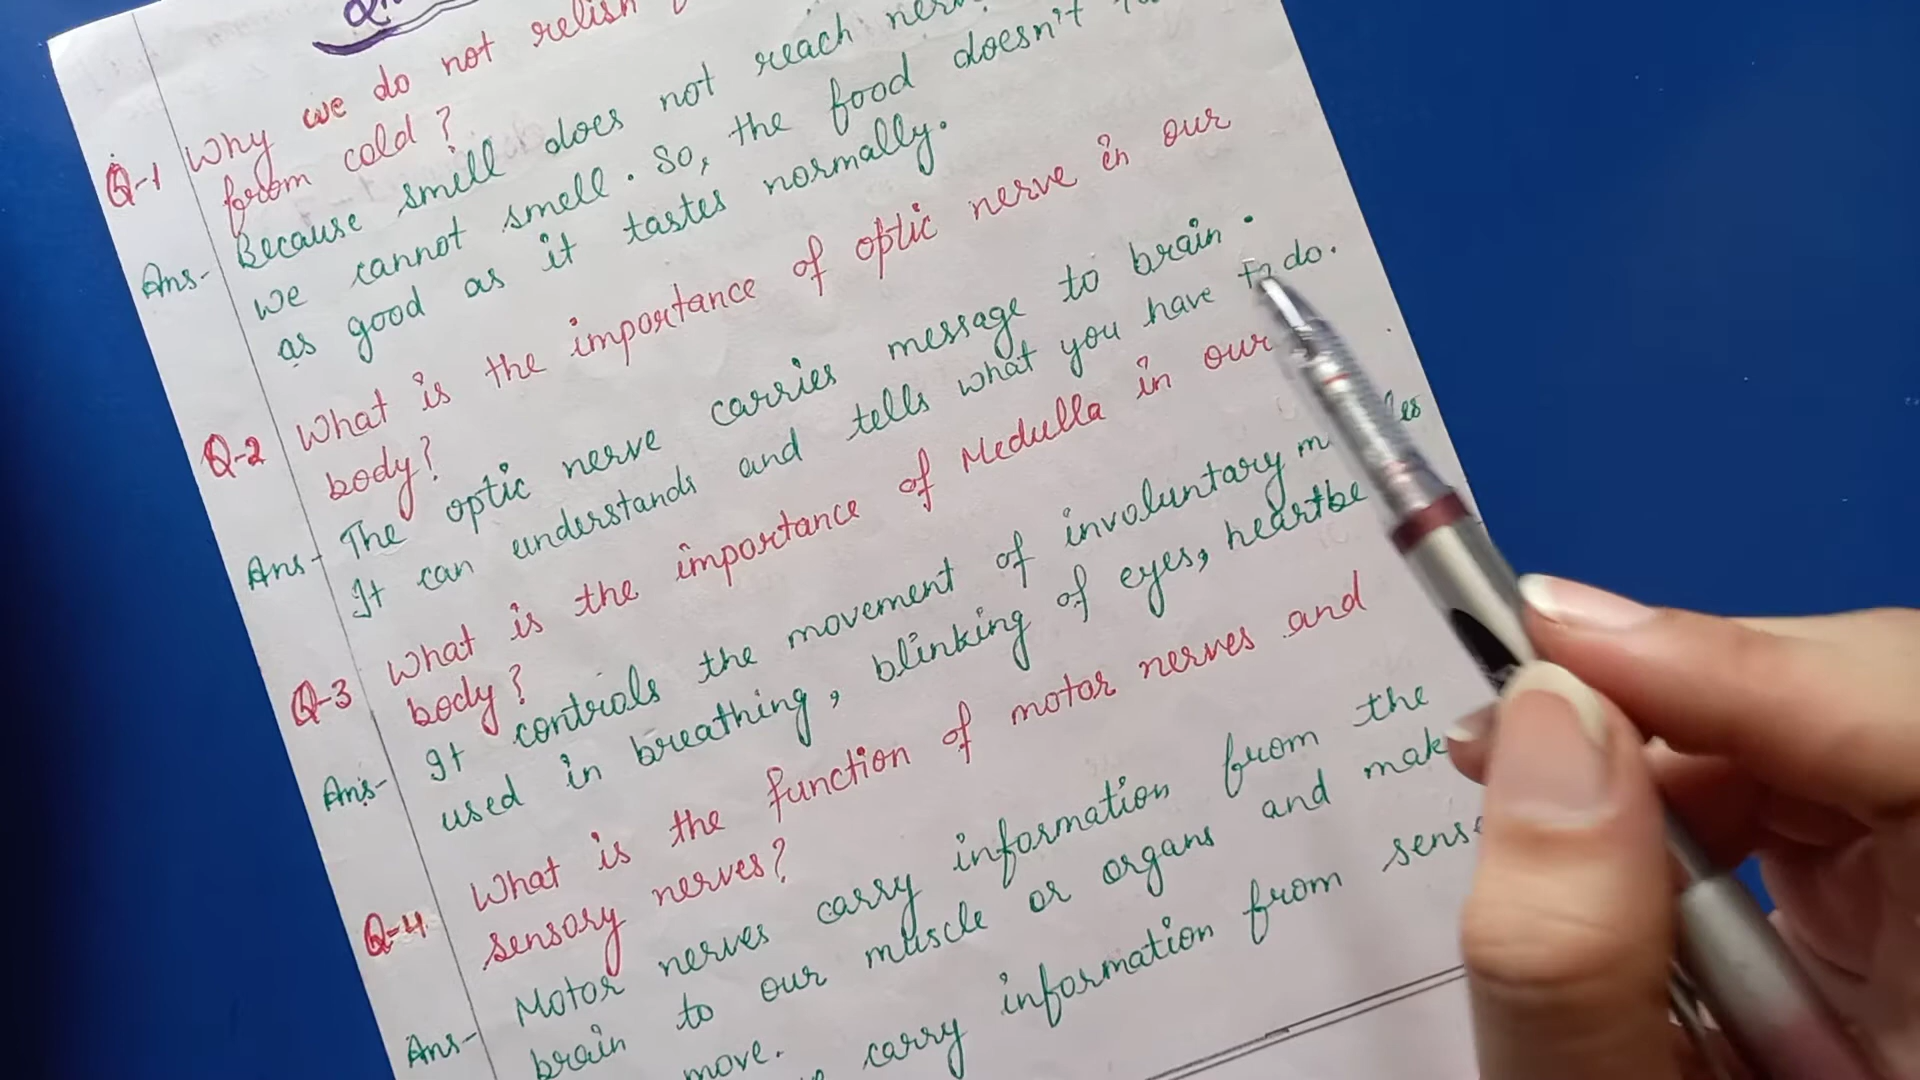 Why we do not relish
Q-1 from cold?
Ans- Because smell does not reach
we cannot smell. So, the food doesn't
as good as it tastes normally.
Q-2 What is the importance of optic nerve in our
body?
Ans- The optic nerve carries message to brain.
It can understands and tells what you have to do.
Q-3 What is the importance of Medulla in our
body?
Ans- It controls the movement of involuntary
used in breathing, blinking of eyes,
Q-4 What is the function of motor nerves and
sensory nerves?
Ans- Motor nerves carry information from the
brain to our muscle or organs and
move.
carry information from